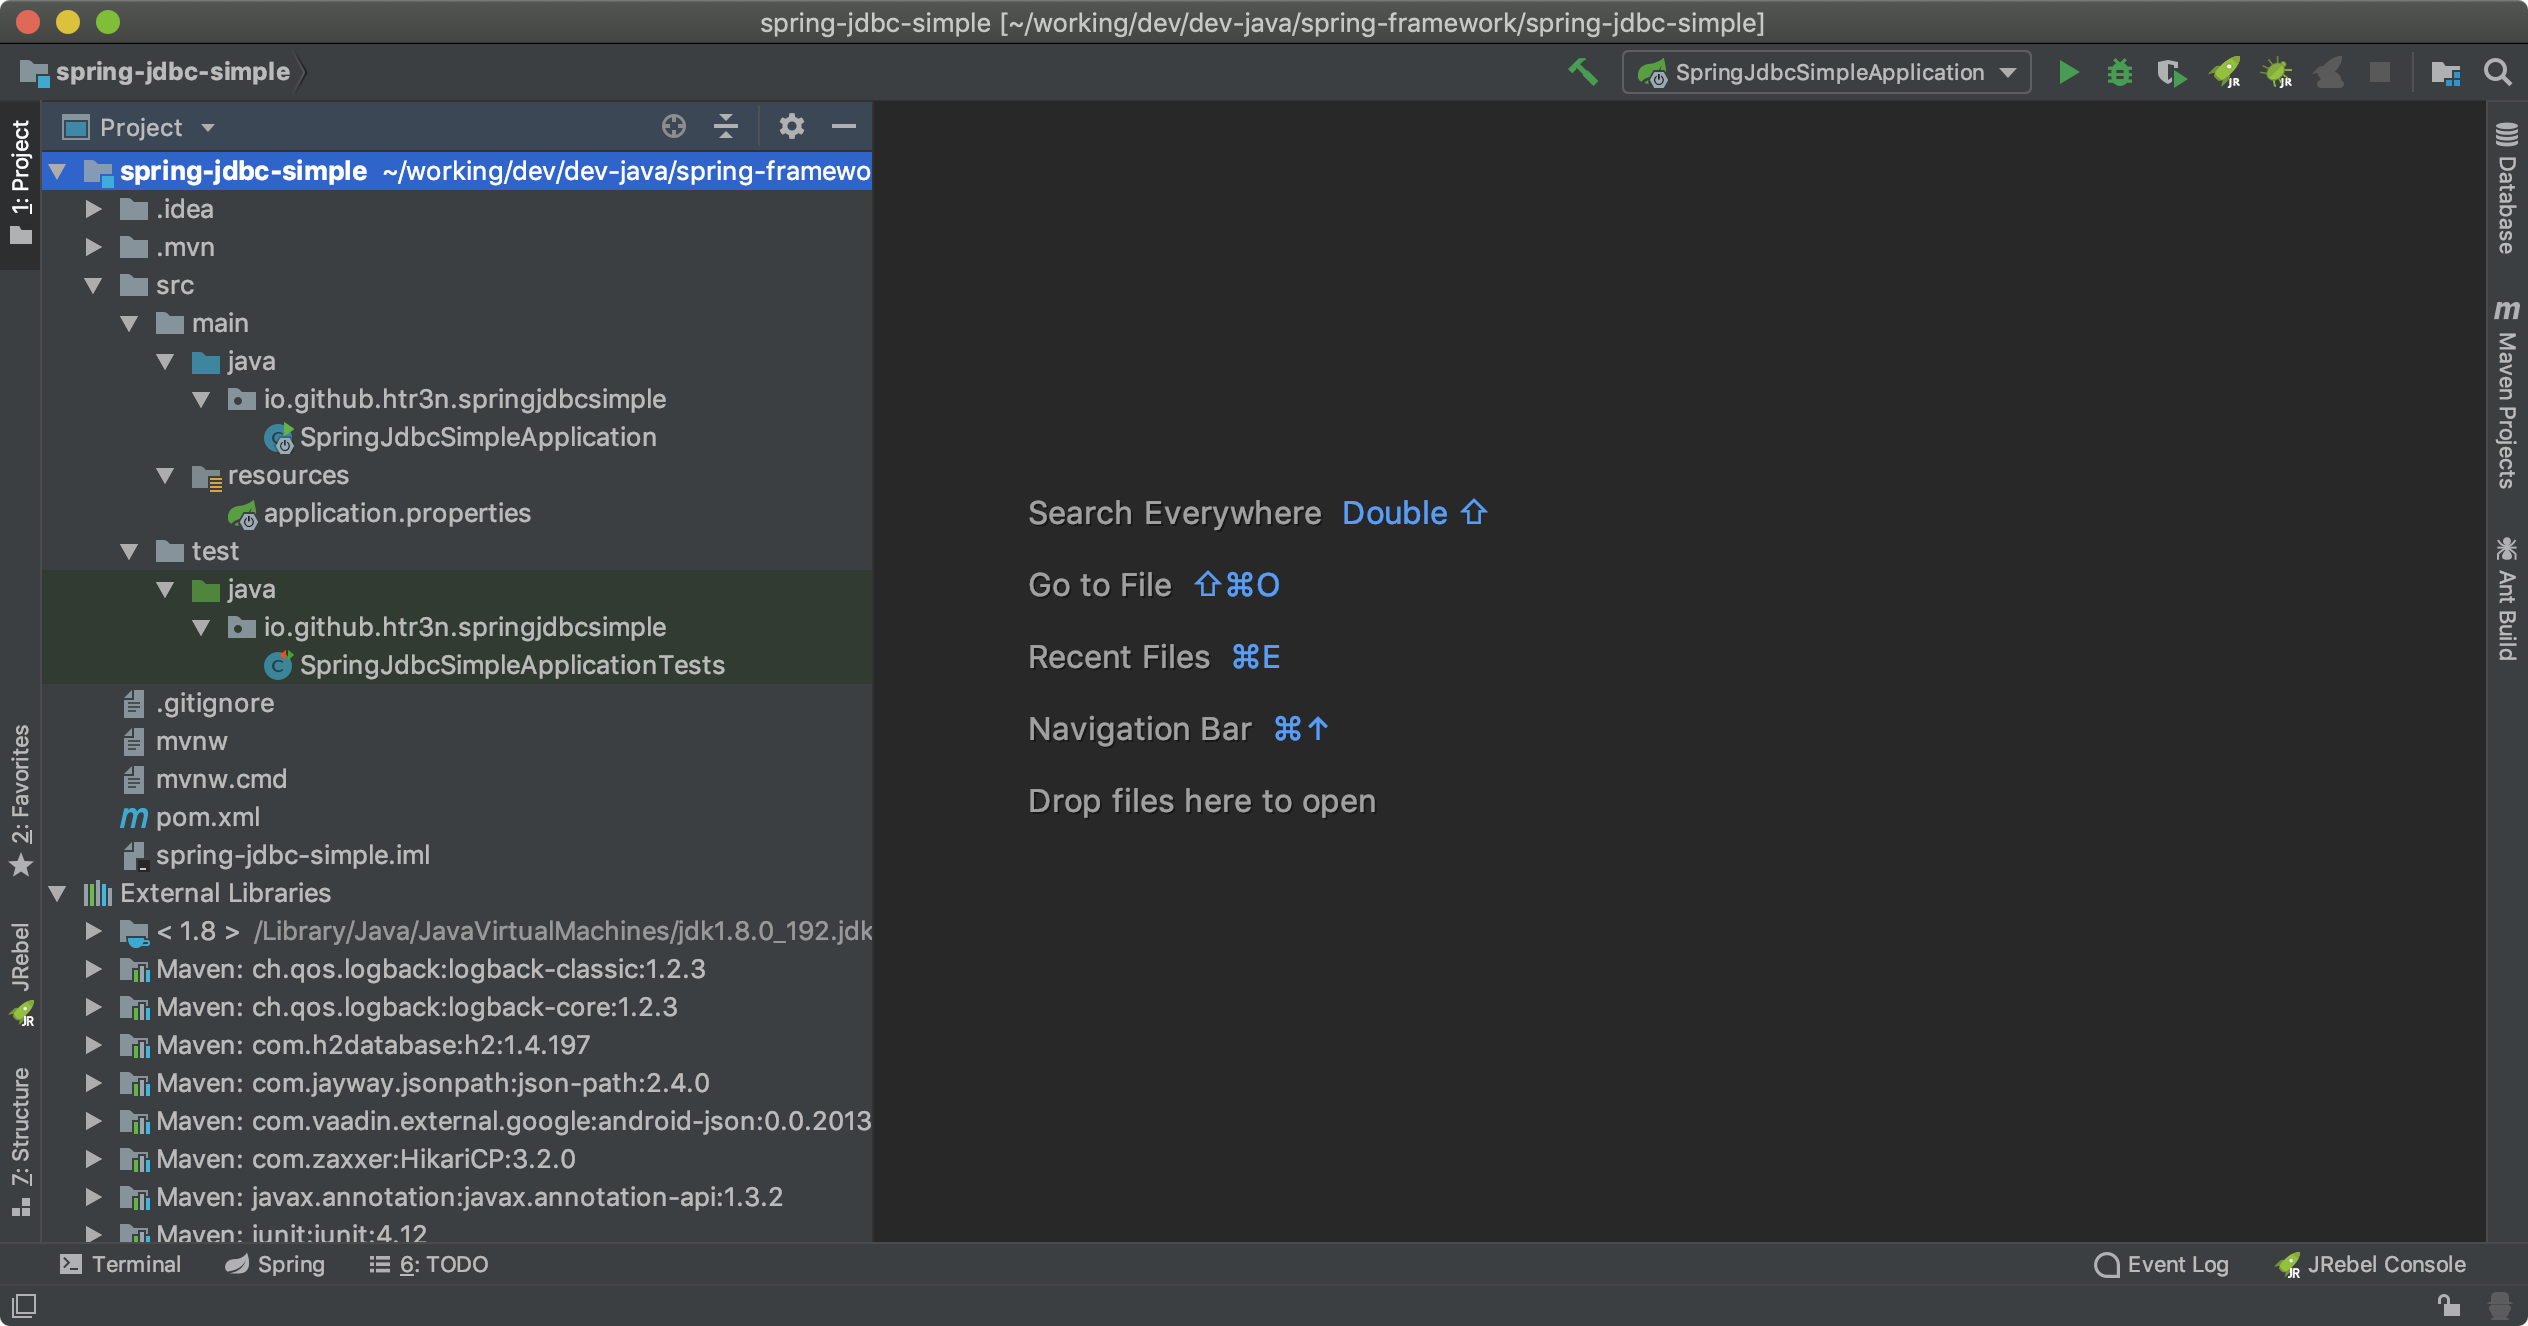 spring-jdbc-simple [~/working/dev/dev-java/spring-framework/spring-jdbc-simple]
spring-jdbc-simple
SpringJdbcSimpleApplication
JR
JR
1: Project
2: Favorites
JRebel
JR
7: Structure
Project
spring-jdbc-simple ~/working/dev/dev-java/spring-framewo
.idea
.mvn
src
main
java
io.github.htr3n.springjdbcsimple
SpringJdbcSimpleApplication
resources
application.properties
test
java
io.github.htr3n.springjdbcsimple
SpringJdbcSimpleApplicationTests
.gitignore
mvnw
mvnw.cmd
pom.xml
spring-jdbc-simple.iml
External Libraries
< 1.8 > /Library/Java/JavaVirtualMachines/jdk1.8.0_192.jdk
Maven: ch.qos.logback:logback-classic:1.2.3
Maven: ch.qos.logback:logback-core:1.2.3
Maven: com.h2database:h2:1.4.197
Maven: com.jayway.jsonpath:json-path:2.4.0
Maven: com.vaadin.external.google:android-json:0.0.2013
Maven: com.zaxxer:HikariCP:3.2.0
Maven: javax.annotation:javax.annotation-api:1.3.2
Maven: junit:junit:4.12
Search Everywhere Double ⇧
Go to File ⇧⌘O
Recent Files ⌘E
Navigation Bar ⌘↑
Drop files here to open
Database
m Maven Projects
Ant Build
Terminal
Spring
6: TODO
Event Log
JR JRebel Console